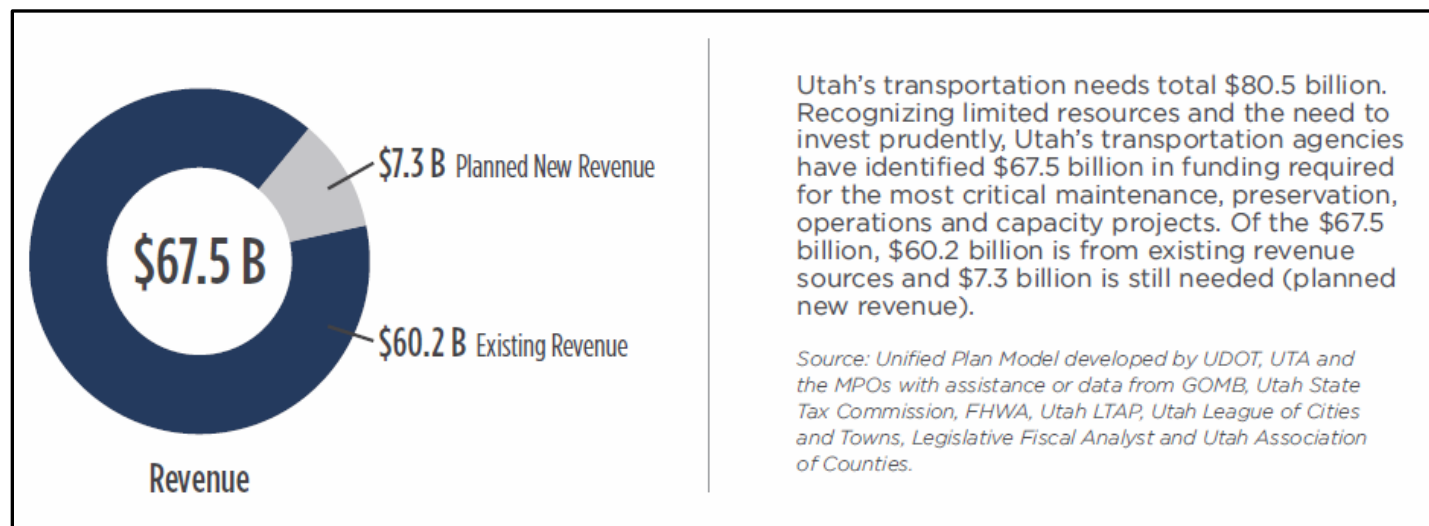 $7.3 B Planned New Revenue
$67.5 B
$60.2 B Existing Revenue
Revenue
Utah's transportation needs total $80.5 billion.
Recognizing limited resources and the need to
invest prudently, Utah's transportation agencies
have identified $67.5 billion in funding required
for the most critical maintenance, preservation,
operations and capacity projects. Of the $67.5
billion, $60.2 billion is from existing revenue
sources and $7.3 billion is still needed (planned
new revenue).
Source: Unified Plan Model developed by UDOT, UTA and
the MPOs with assistance or data from GOMB, Utah State
Tax Commission, FHWA, Utah LTAP, Utah League of Cities
and Towns, Legislative Fiscal Analyst and Utah Association
of Counties.